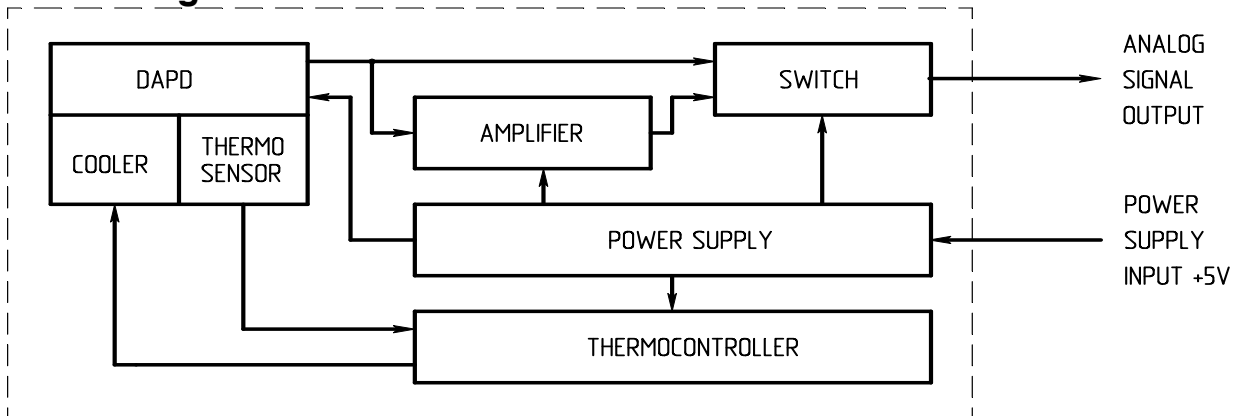 DAPD
COOLER
THERMO
SENSOR
AMPLIFIER
SWITCH
POWER SUPPLY
THERMOCONTROLLER
ANALOG
SIGNAL
OUTPUT
POWER
SUPPLY
INPUT +5V